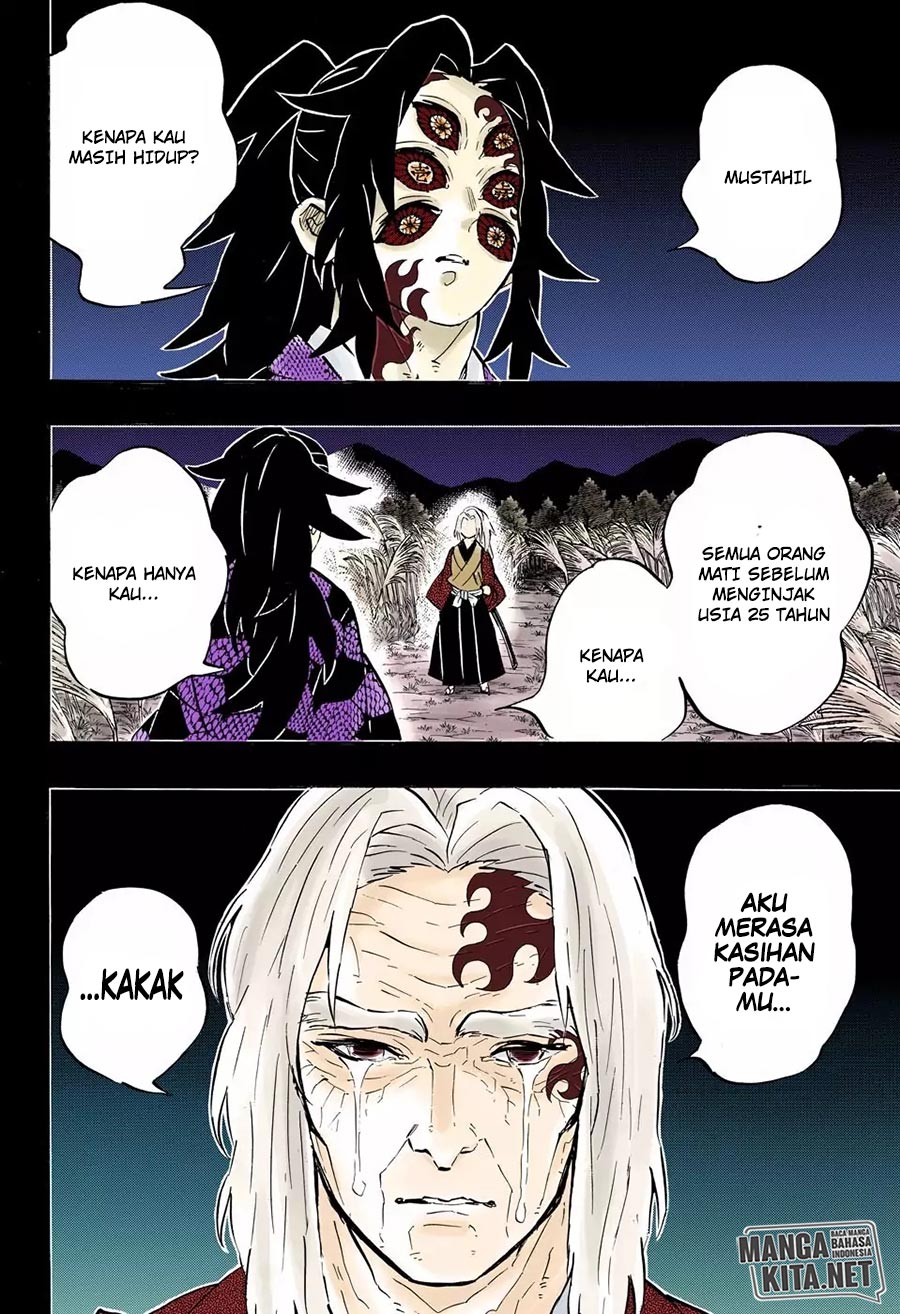 MUSTAHIL
KENAPA KAU
MASIH HIDUP?
SEMUA ORANG
MATI SEBELUM
MENGINJAK
USIA 25 TAHUN
KENAPA
KAU...
KENAPA HANYA
KAU...
AKU
MERASA
KASIHAN
PADA-
MU...
...KAKAK
MANGA
KITA.NET
BACA MANGA
BAHASA
INDONESIA